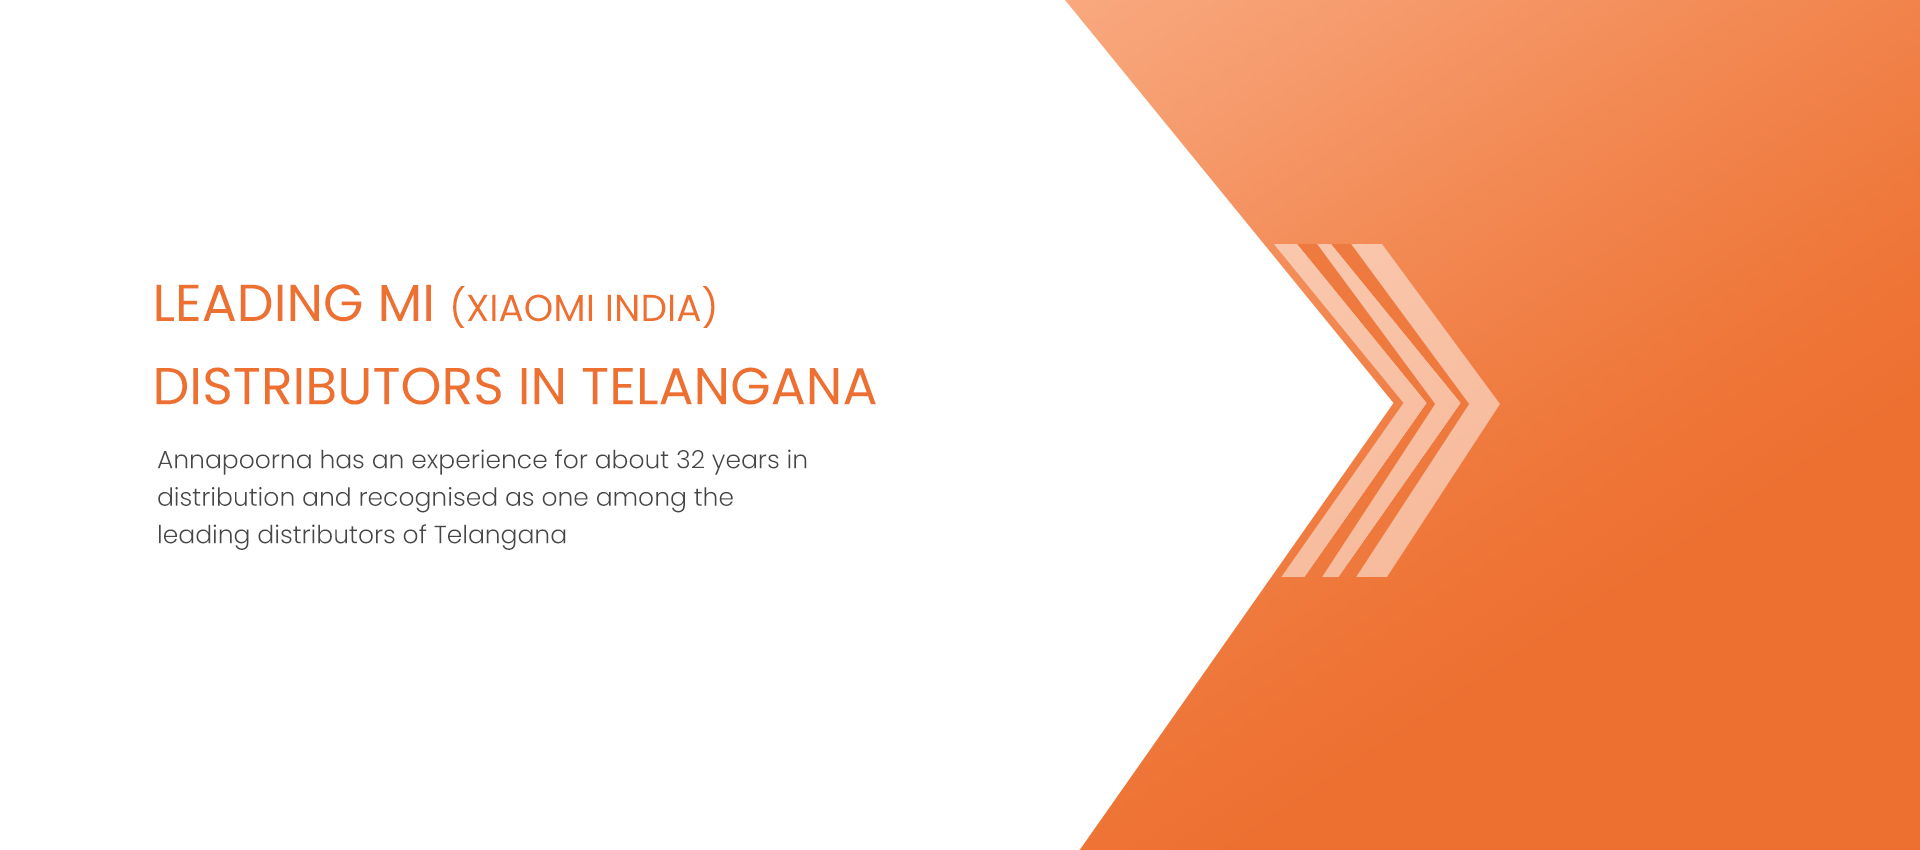 LEADING MI (XIAOMI INDIA)
DISTRIBUTORS IN TELANGANA
Annapoorna has an experience for about 32 years in
distribution and recognised as one among the
leading distributors of Telangana